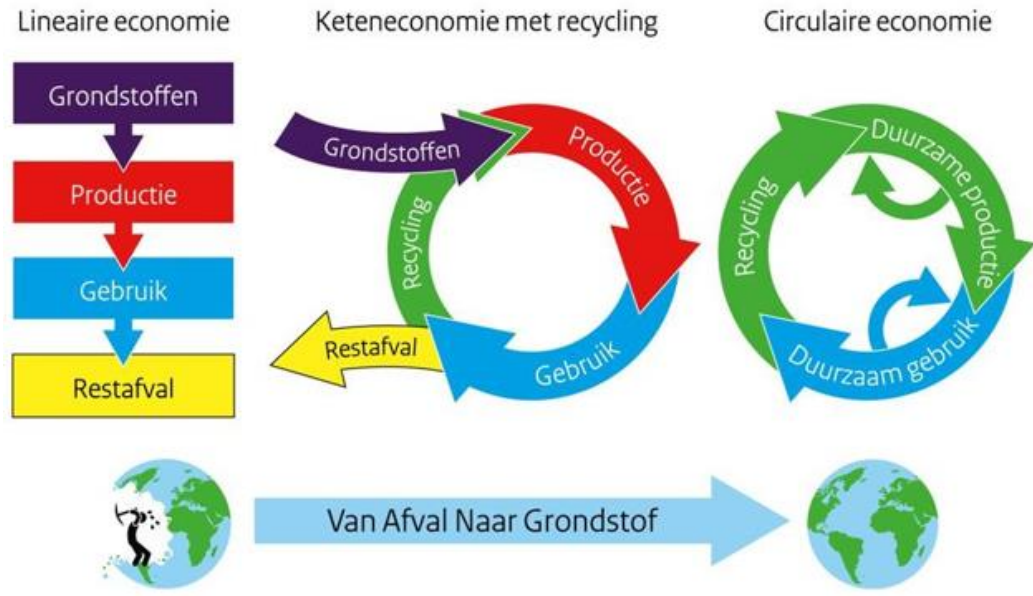 Lineaire economie
Keteneconomie met recycling
Circulaire economie
Grondstoffen
Productie
Gebruik
Restafval
Grondstoffen
Productie
Recycling
Restafval
Gebruik
Recycling
Duurzame productie
Duurzaam gebruik
Van Afval Naar Grondstof